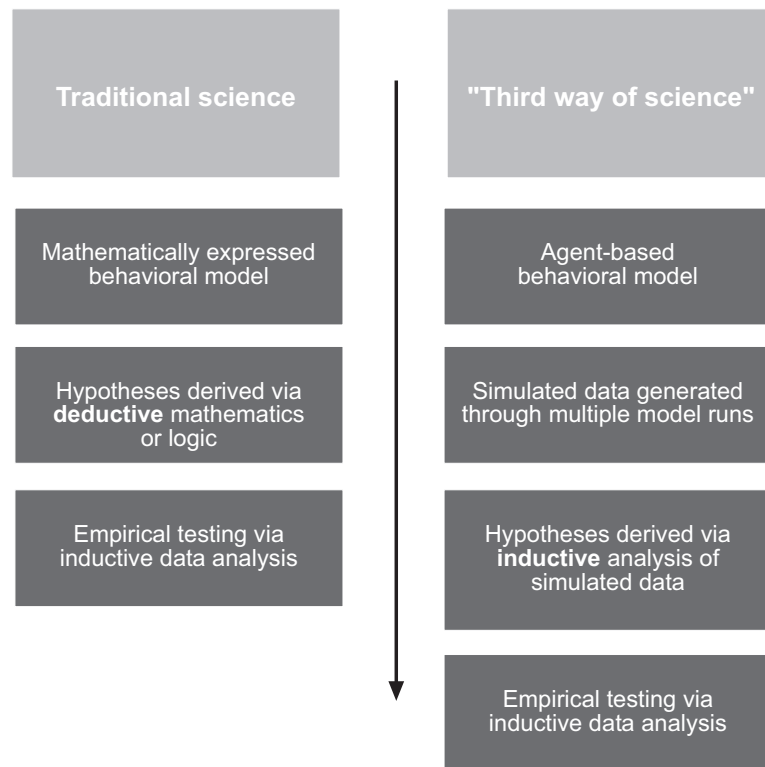 Traditional science
Mathematically expressed
behavioral model
Hypotheses derived via
deductive mathematics
or logic
Empirical testing via
inductive data analysis
"Third way of science"
Agent-based
behavioral model
Simulated data generated
through multiple model runs
Hypotheses derived via
inductive analysis of
simulated data
Empirical testing via
inductive data analysis